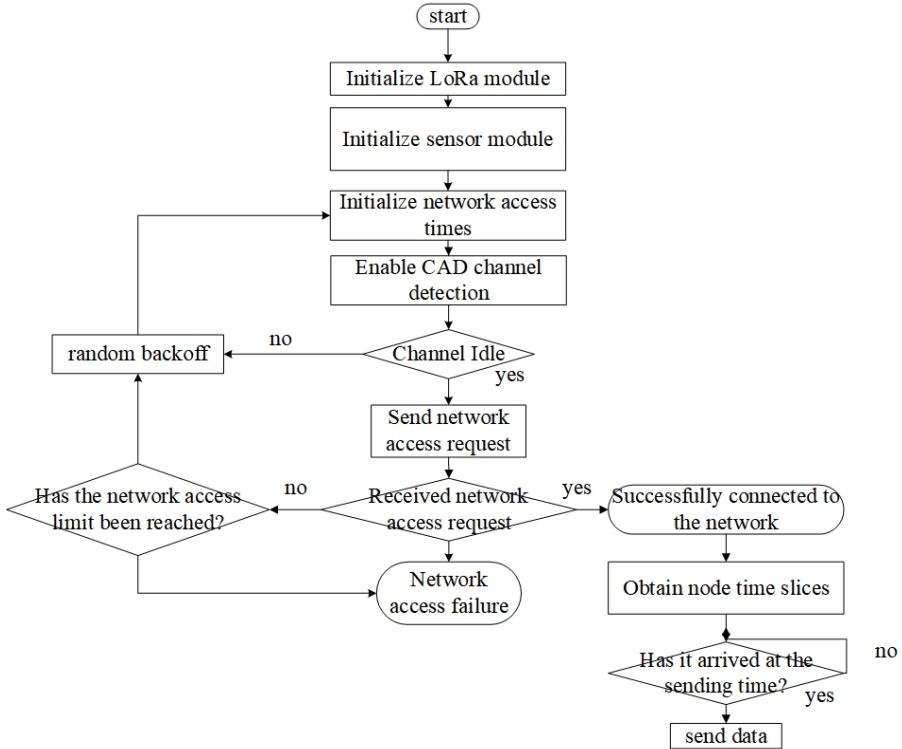 start
Initialize LoRa module
Initialize sensor module
Initialize network access
times
Enable CAD channel
detection
no
random backoff
Channel Idle
yes
Send network
access request
Has the network access
limit been reached?
no
Received network
access request
yes
Successfully connected to
the network
Network
access failure
Obtain node time slices
no
Has it arrived at the
sending time?
yes
send data